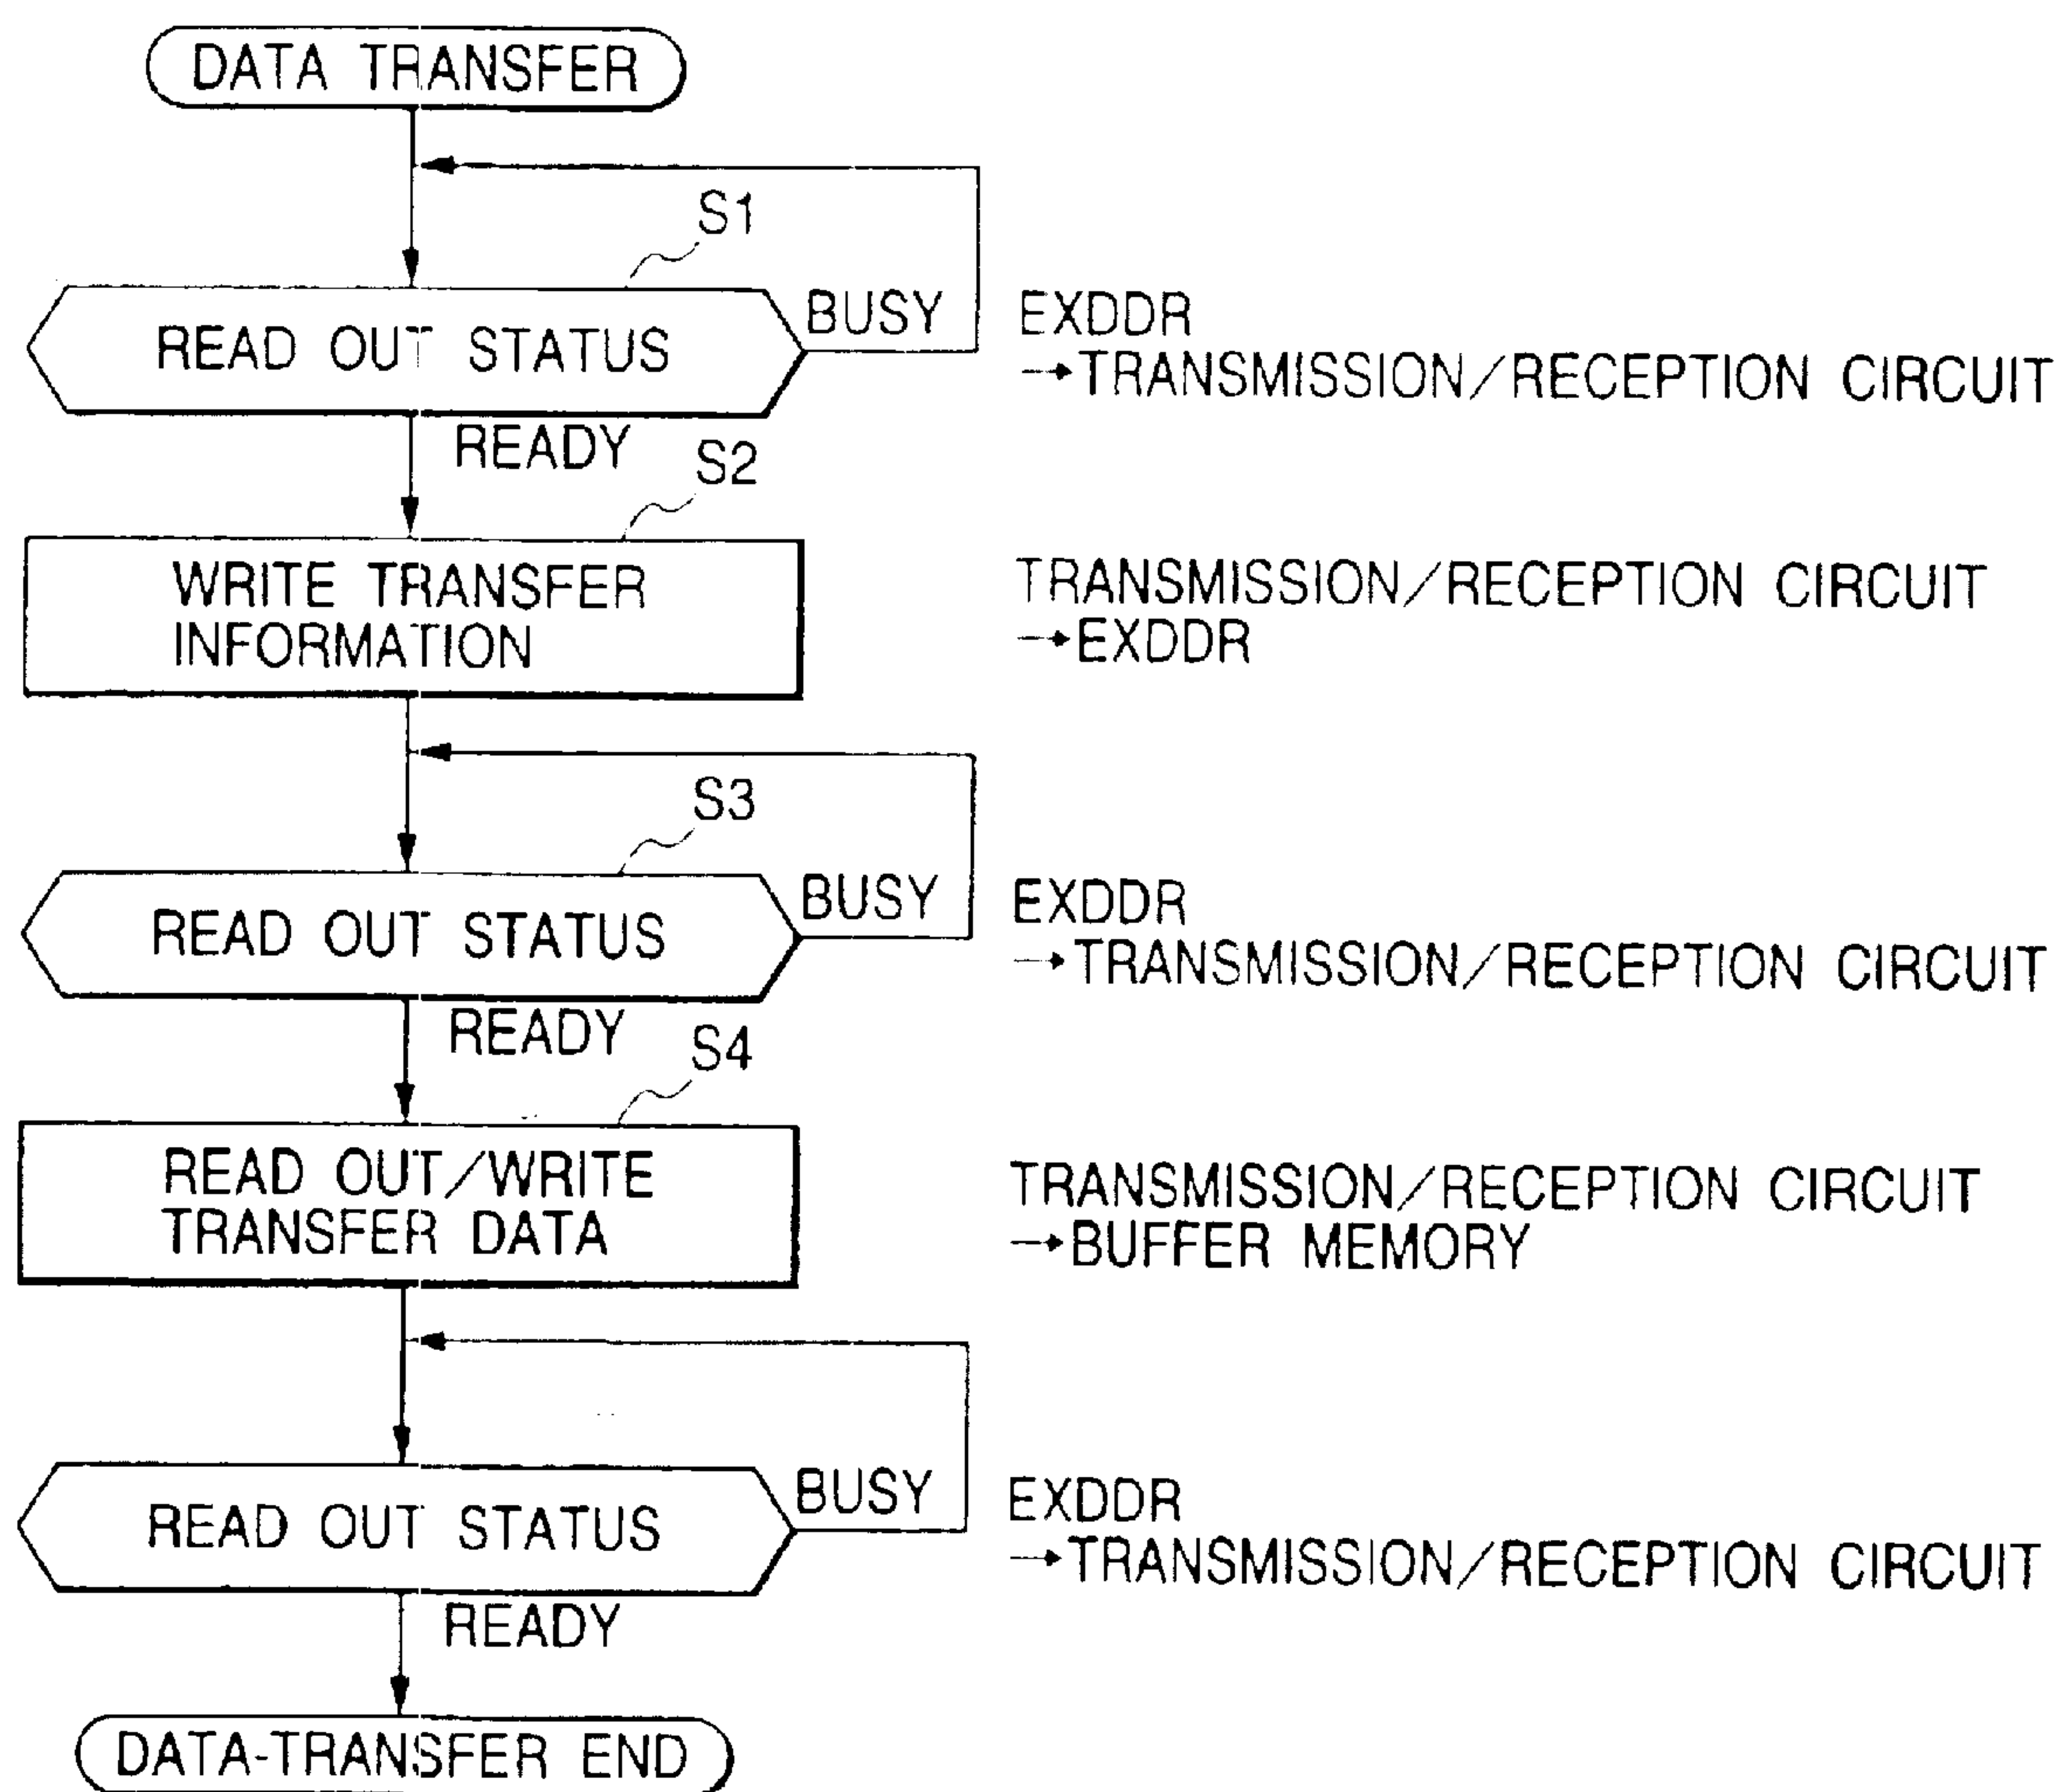 DATA TRANSFER
S1
READ OUT STATUS
BUSY
EXDDR
→TRANSMISSION/RECEPTION CIRCUIT
READY
S2
WRITE TRANSFER
INFORMATION
TRANSMISSION/RECEPTION CIRCUIT
→EXDDR
S3
READ OUT STATUS
BUSY
EXDDR
→TRANSMISSION/RECEPTION CIRCUIT
READY
S4
READ OUT/WRITE
TRANSFER DATA
TRANSMISSION/RECEPTION CIRCUIT
→BUFFER MEMORY
READ OUT STATUS
BUSY
EXDDR
→TRANSMISSION/RECEPTION CIRCUIT
READY
DATA-TRANSFER END